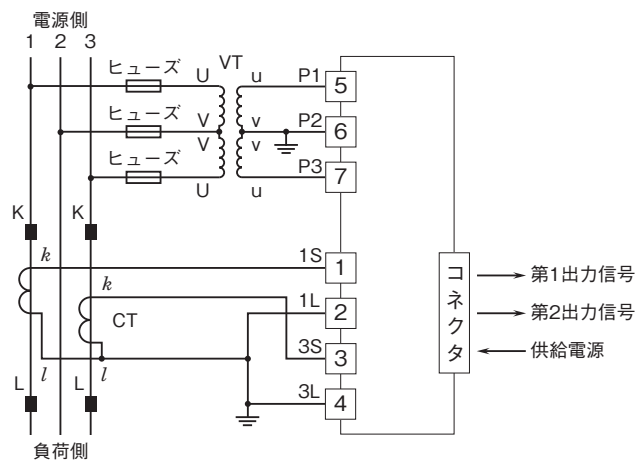 電源側
1 2 3
ヒューズ
U
VT
u
P1
5
ヒューズ
V
v
P2
6
V
v
ヒューズ
U
u
P3
7
K
K
k
1S
1
k
1L
2
CT
3S
3
l
l
L
L
3L
4
コネクタ
第1出力信号
第2出力信号
供給電源
負荷側